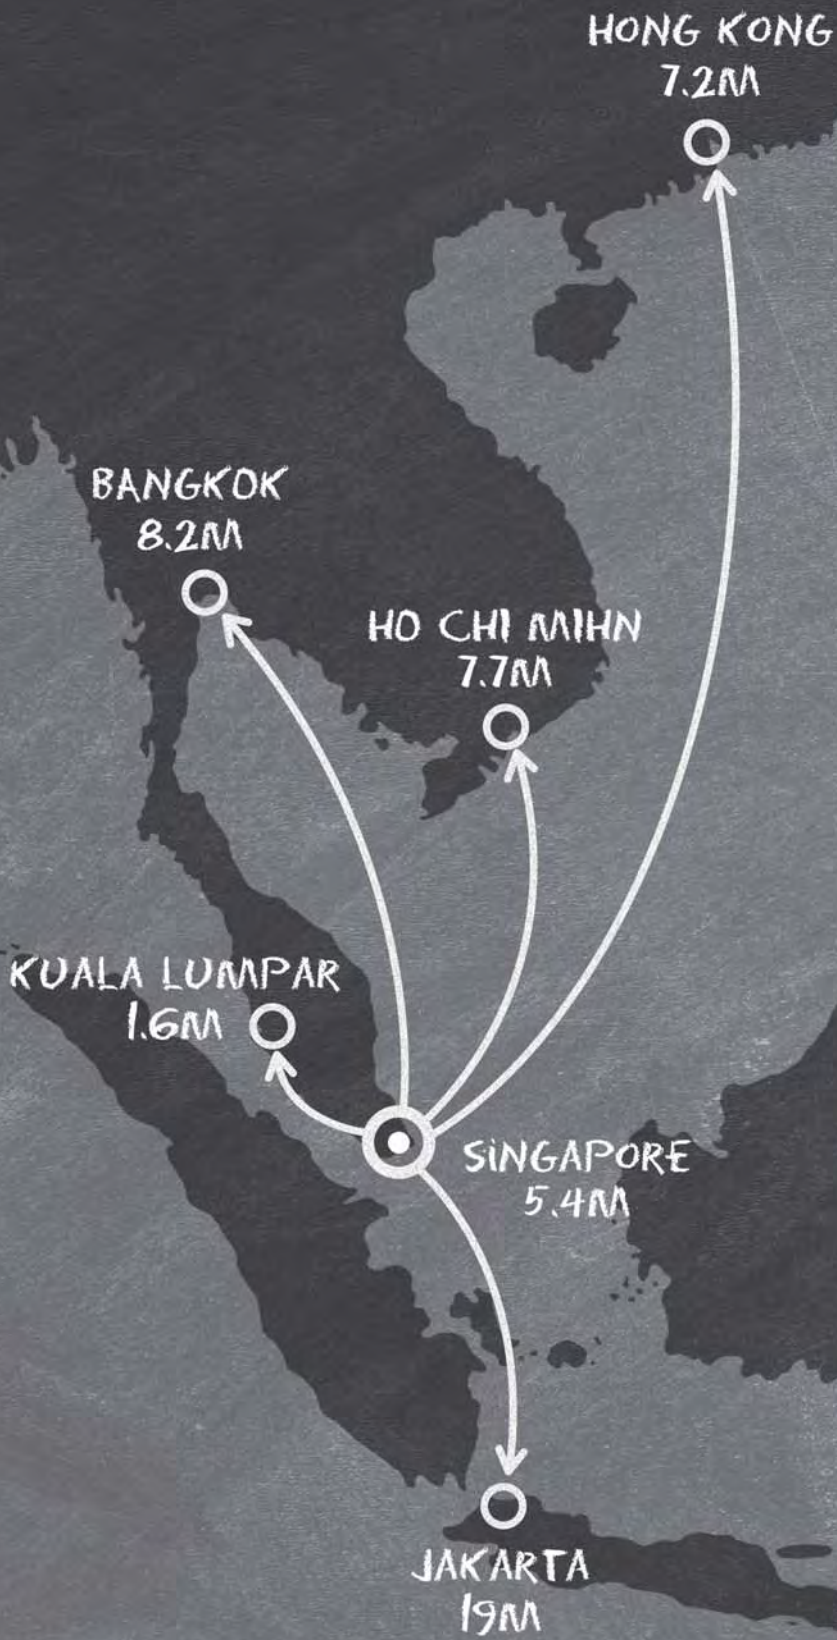 HONG KONG
7.2M
BANGKOK
8.2M
HO CHI MIHN
7.7M
KUALA LUMPAR
1.6M
SiNGAPORE
5.4M
JAKARTA
19M